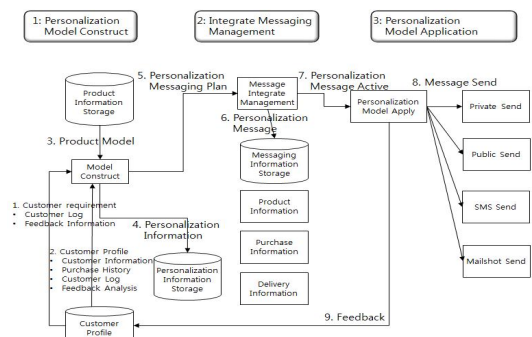 1: Personalization
Model Construct
2: Integrate Messaging
Management
3: Personalization
Model Application
5. Personalization
Messaging Plan
7. Personalization
Message Active
8. Message Send
Product
Information
Storage
Message
Integrate
Management
Personalization
Model Apply
Private Send
6. Personalization
Message
3. Product Model
Model
Construct
Messaging
Information
Storage
Public Send
1. Customer requirement
• Customer Log
• Feedback Information
4. Personalization
Information
Product
Information
SMS Send
2. Customer Profile
• Customer Information
• Purchase History
• Customer Log
• Feedback Analysis
Personalization
Information
Storage
Purchase
Information
Mailshot Send
Delivery
Information
9. Feedback
Customer
Profile